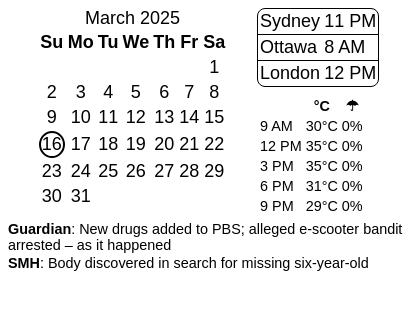 March 2025
Su Mo Tu We Th Fr Sa
1
2 3 4 5 6 7 8
9 10 11 12 13 14 15
16 17 18 19 20 21 22
23 24 25 26 27 28 29
30 31
Sydney 11 PM
Ottawa 8 AM
London 12 PM
°C ☂
9 AM 30°C 0%
12 PM 35°C 0%
3 PM 35°C 0%
6 PM 31°C 0%
9 PM 29°C 0%
Guardian: New drugs added to PBS; alleged e-scooter bandit
arrested – as it happened
SMH: Body discovered in search for missing six-year-old